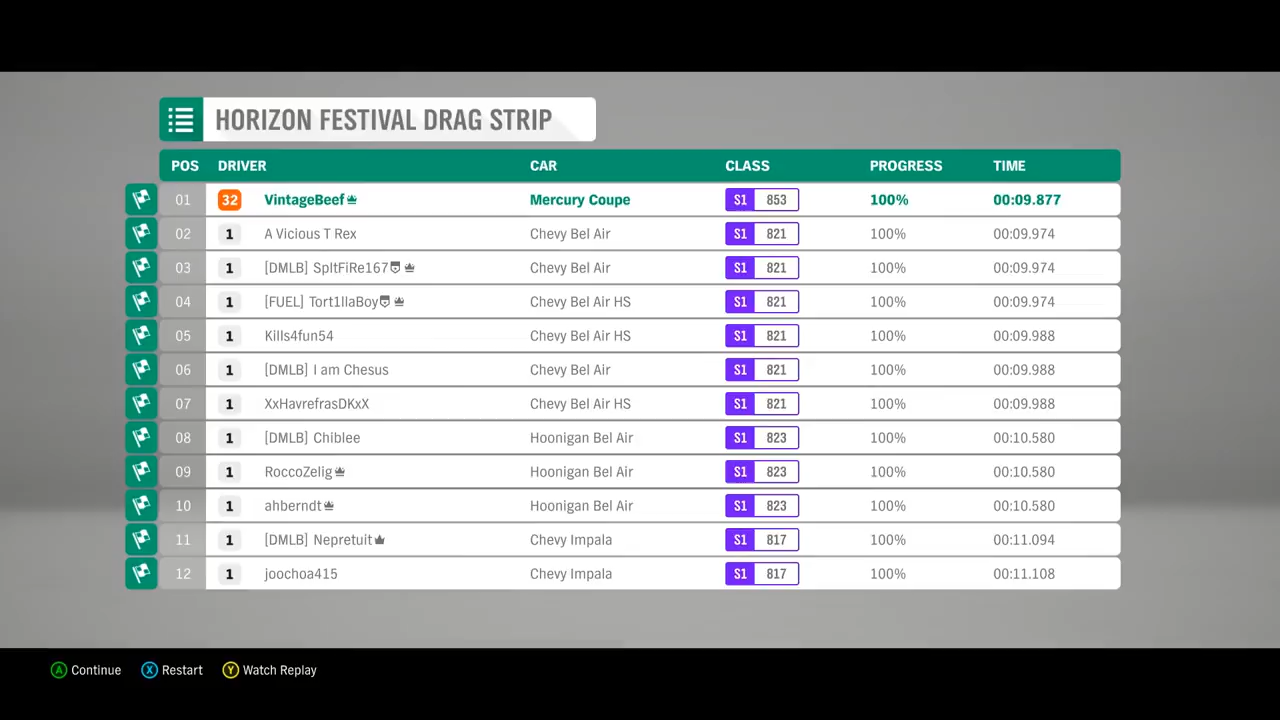 HORIZON FESTIVAL DRAG STRIP
POS DRIVER CAR CLASS PROGRESS TIME
01 32 VintageBeef Mercury Coupe S1 853 100% 00:09.877
02 1 A Vicious T Rex Chevy Bel Air S1 821 100% 00:09.974
03 1 [DMLB] SpItFiRe167 Chevy Bel Air S1 821 100% 00:09.974
04 1 [FUEL] Tort1llaBoy Chevy Bel Air HS S1 821 100% 00:09.974
05 1 Kills4fun54 Chevy Bel Air HS S1 821 100% 00:09.988
06 1 [DMLB] I am Chesus Chevy Bel Air S1 821 100% 00:09.988
07 1 XxHavrefrasDKxX Chevy Bel Air HS S1 821 100% 00:09.988
08 1 [DMLB] Chiblee Hoonigan Bel Air S1 823 100% 00:10.580
09 1 RoccoZelig Hoonigan Bel Air S1 823 100% 00:10.580
10 1 ahberndt Hoonigan Bel Air S1 823 100% 00:10.580
11 1 [DMLB] Nepretuit Chevy Impala S1 817 100% 00:11.094
12 1 joochoa415 Chevy Impala S1 817 100% 00:11.108
A Continue X Restart Y Watch Replay